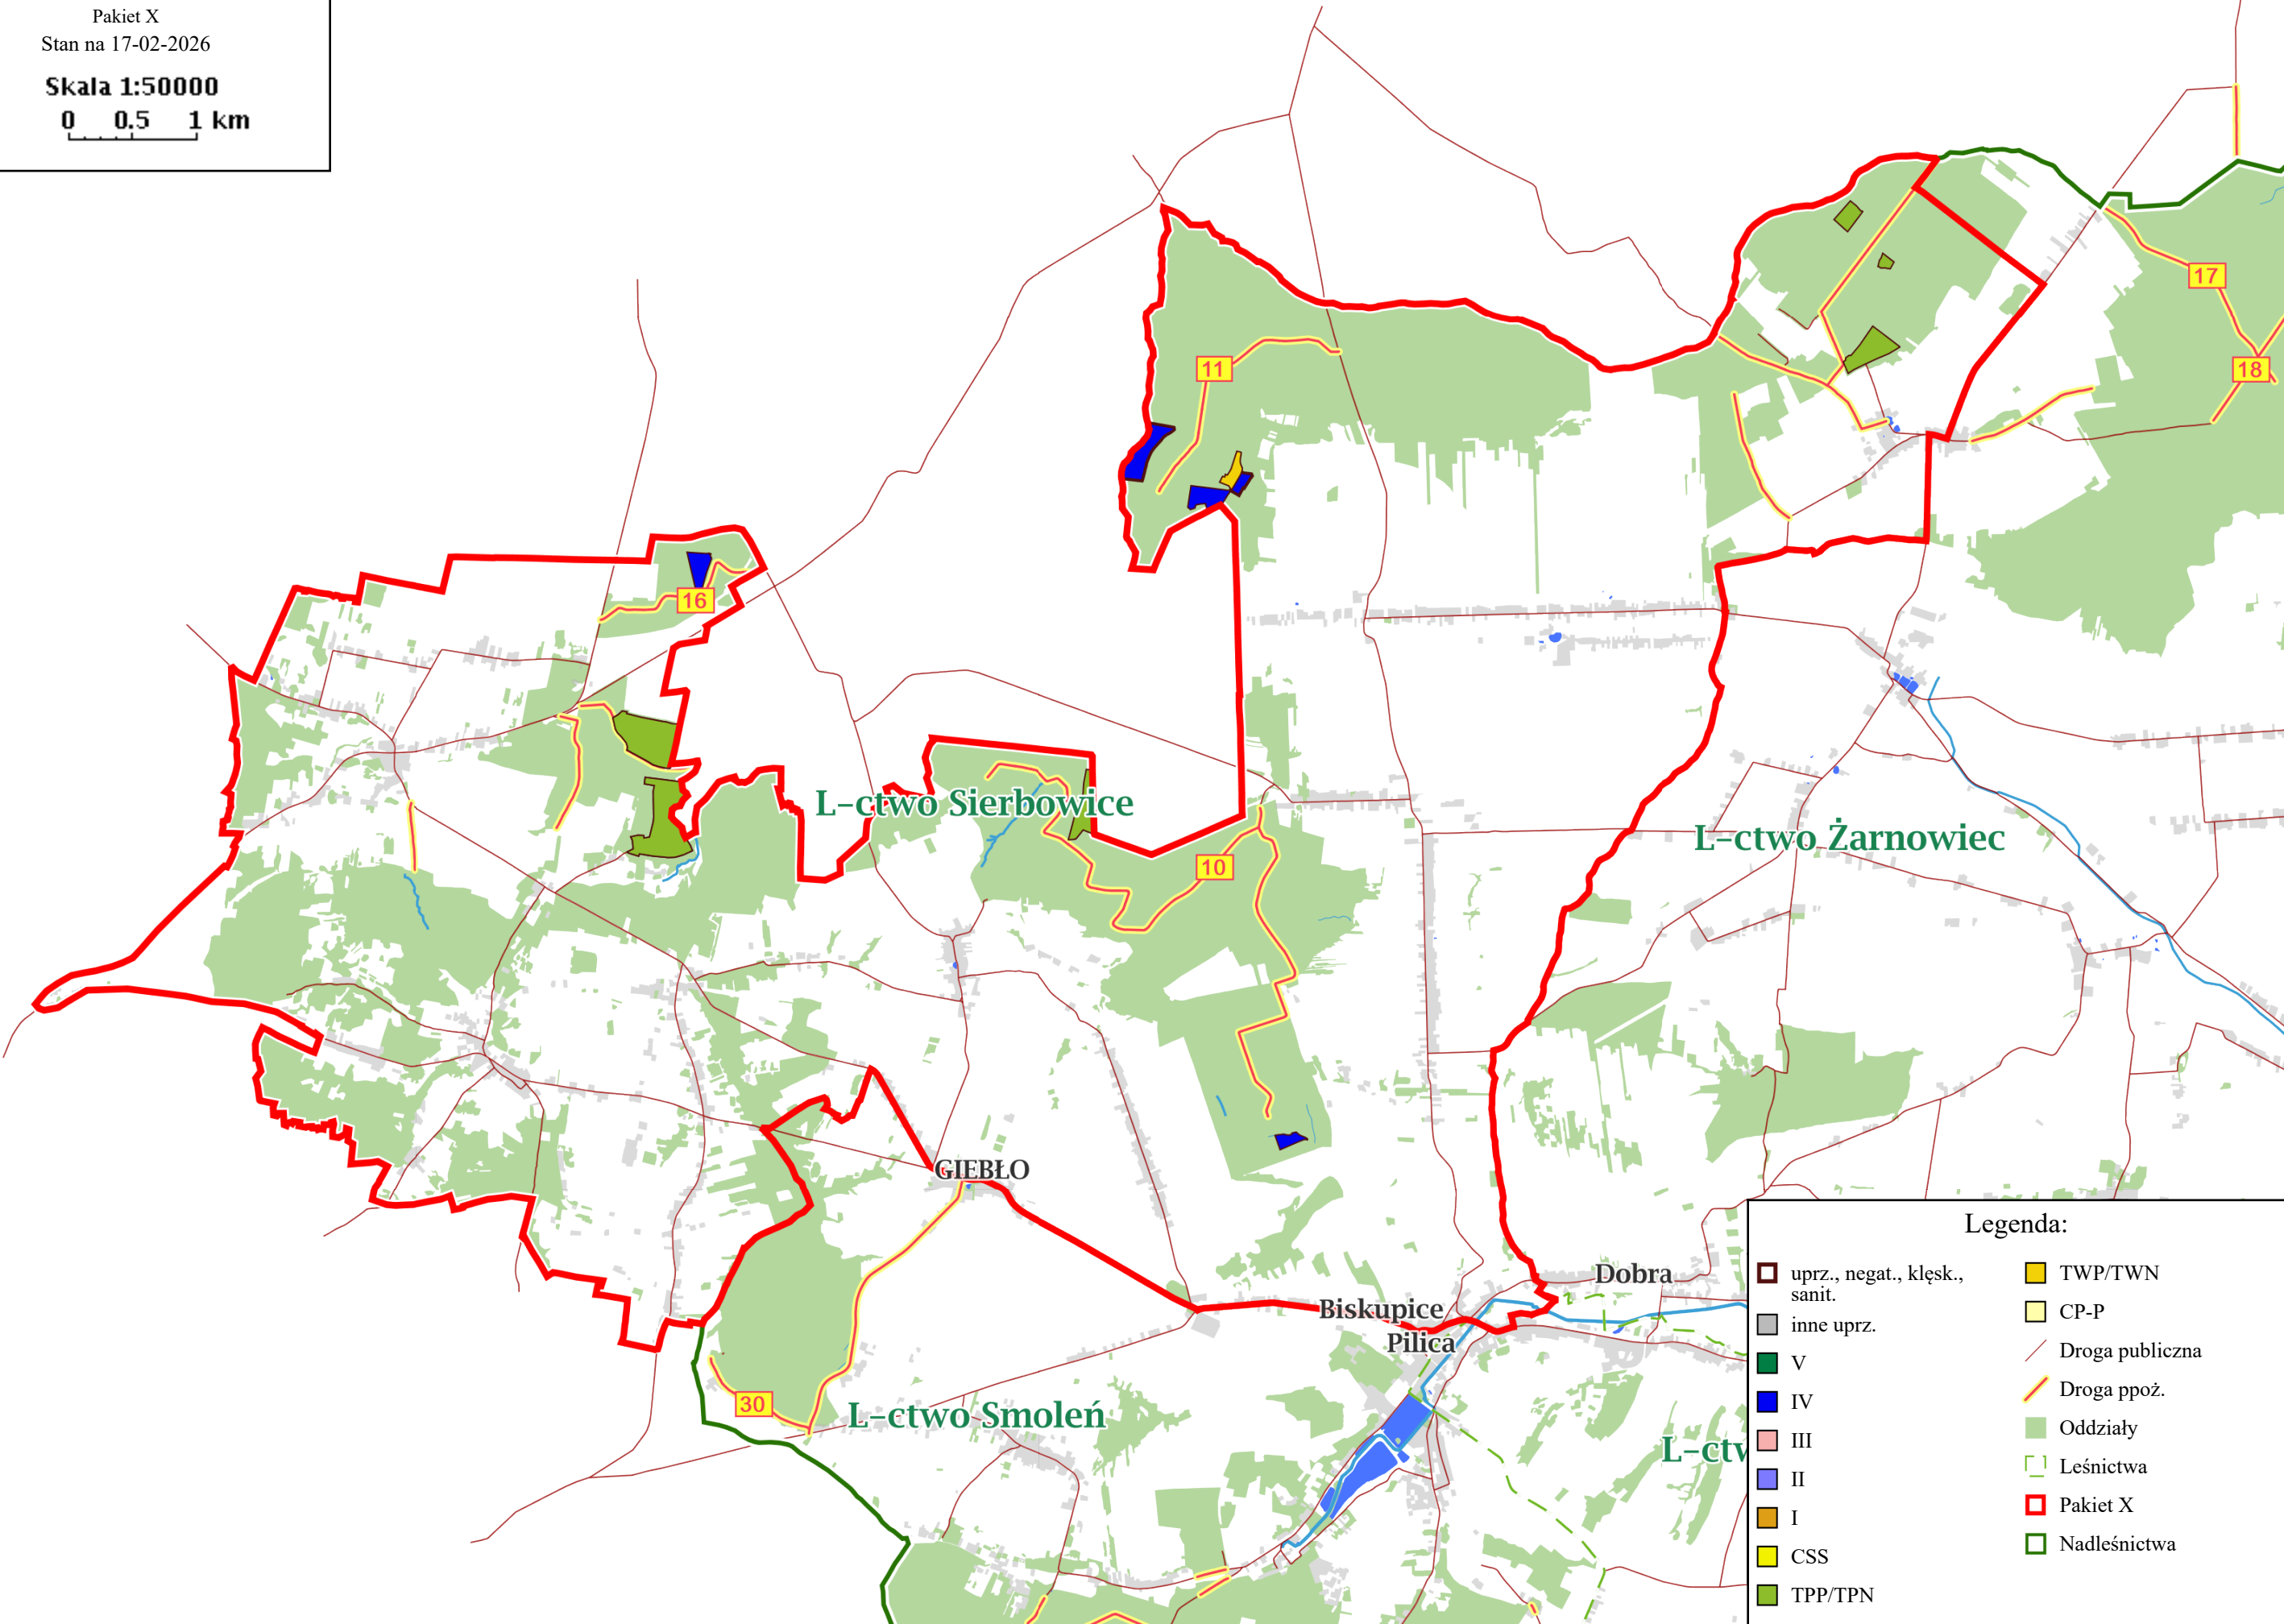 Pakiet X
Stan na 17-02-2026
Skala 1:50000
0 0.5 1 km
17
11
18
16
L-ctwo Sierbowice
L-ctwo Żarnowiec
10
GIEBŁO
Dobra
Biskupice
Pilica
30
L-ctwo Smoleń
L-ctw
Legenda:
uprz., negat., klęsk.,
sanit.
inne uprz.
V
IV
III
II
I
CSS
TPP/TPN
TWP/TWN
CP-P
Droga publiczna
Droga ppoż.
Oddziały
Leśnictwa
Pakiet X
Nadleśnictwa